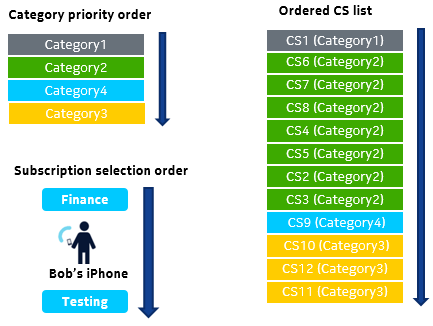 Category priority order
Category1
Category2
Category4
Category3
Subscription selection order
Finance
Bob's iPhone
Testing
Ordered CS list
CS1 (Category1)
CS6 (Category2)
CS7 (Category2)
CS8 (Category2)
CS4 (Category2)
CS5 (Category2)
CS2 (Category2)
CS3 (Category2)
CS9 (Category4)
CS10 (Category3)
CS12 (Category3)
CS11 (Category3)